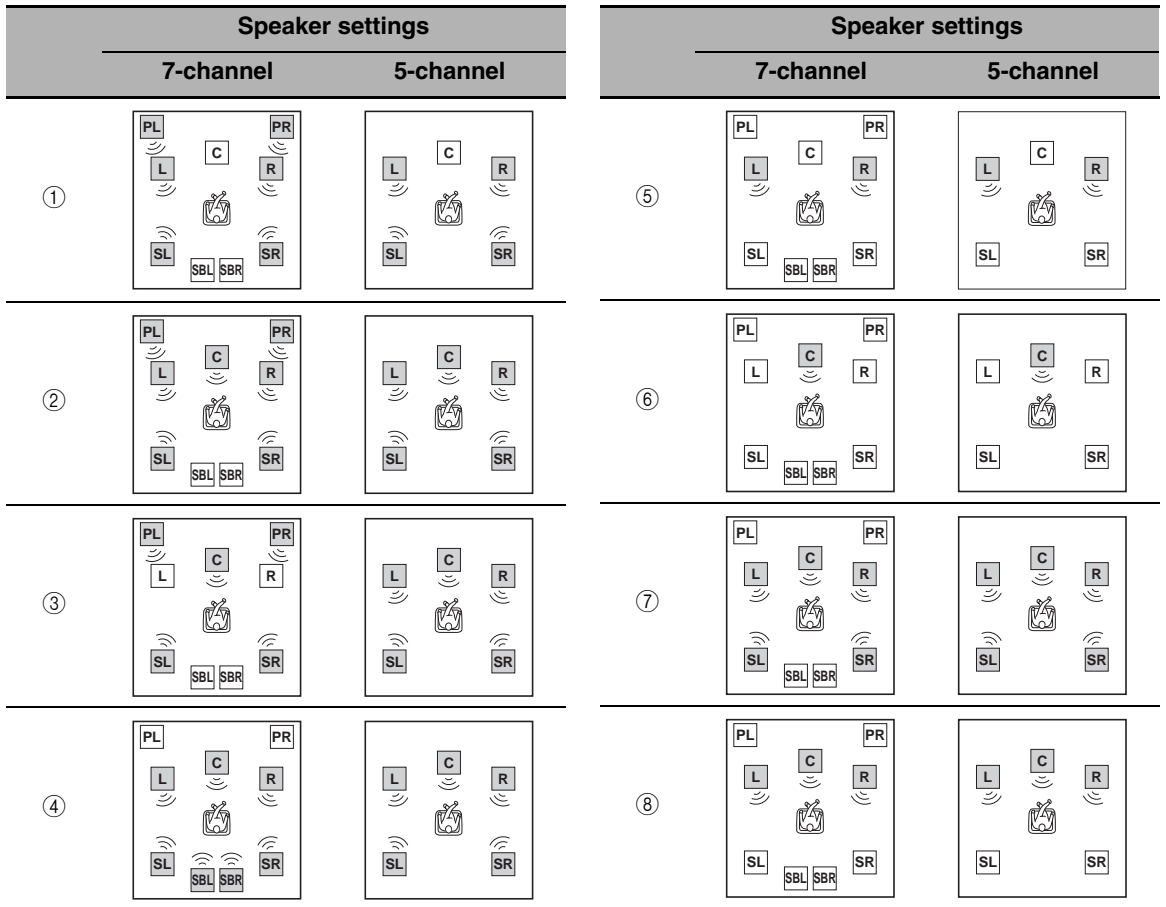 Speaker settings
7-channel 5-channel
①
PL PR
C
L R
SL SR
SBL SBR
C
L R
SL SR
②
PL PR
C
L R
SL SR
SBL SBR
C
L R
SL SR
③
PL PR
C
L R
SL SR
SBL SBR
C
L R
SL SR
④
PL PR
C
L R
SL SR
SBL SBR
C
L R
SL SR
Speaker settings
7-channel 5-channel
⑤
PL PR
C
L R
SL SR
SBL SBR
C
L R
SL SR
⑥
PL PR
C
L R
SL SR
SBL SBR
C
L R
SL SR
⑦
PL PR
C
L R
SL SR
SBL SBR
C
L R
SL SR
⑧
PL PR
C
L R
SL SR
SBL SBR
C
L R
SL SR